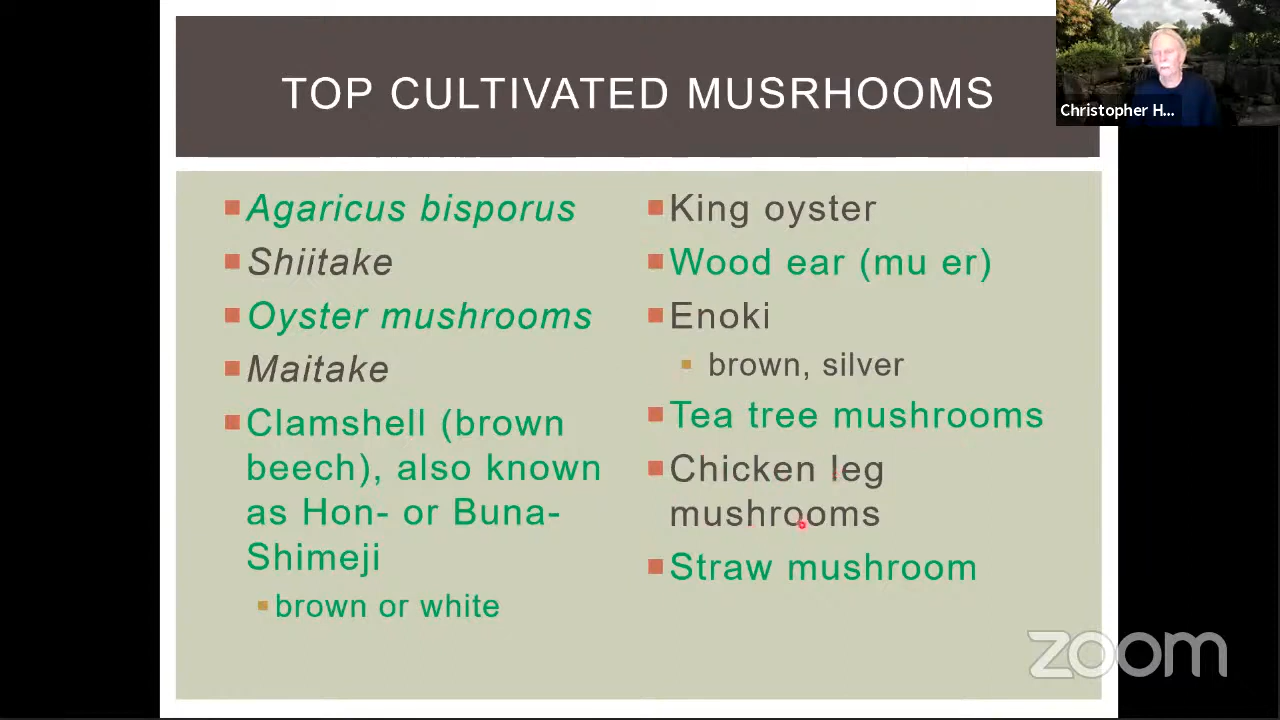 TOP CULTIVATED MUSRHOOMS
Christopher H...
Agaricus bisporus
Shiitake
Oyster mushrooms
Maitake
Clamshell (brown
beech), also known
as Hon- or Buna-
Shimeji
brown or white
King oyster
Wood ear (mu er)
Enoki
brown, silver
Tea tree mushrooms
Chicken leg
mushrooms
Straw mushroom
zoom